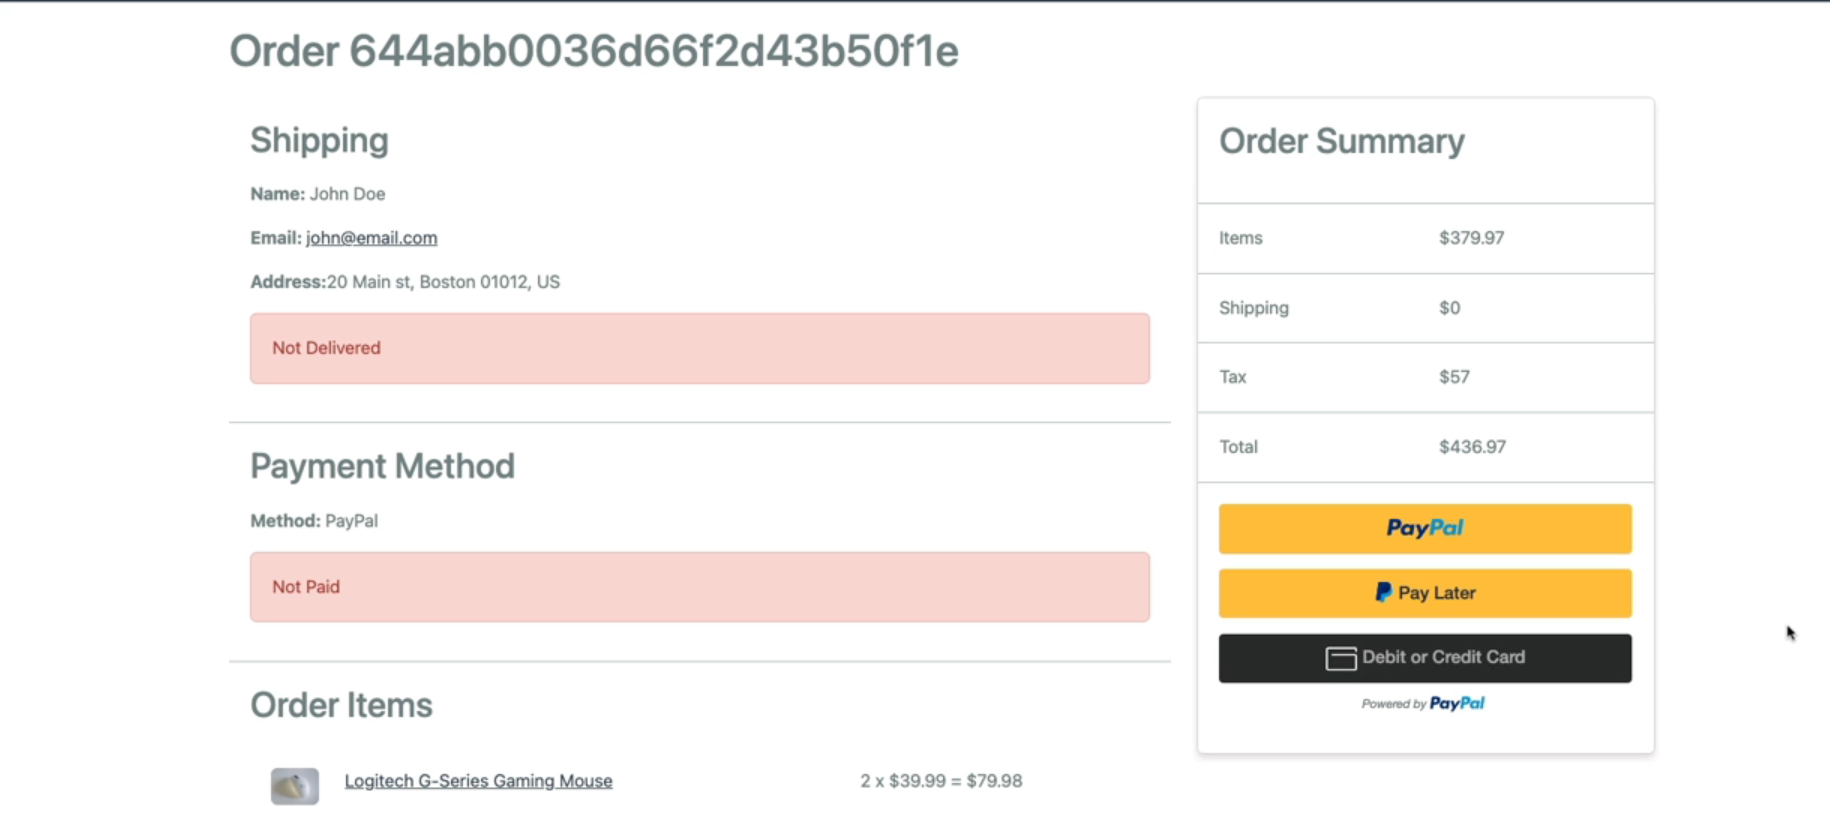 Order 644abb0036d66f2d43b50f1e
Shipping
Name: John Doe
Email: john@email.com
Address:20 Main st, Boston 01012, US
Not Delivered
Payment Method
Method: PayPal
Not Paid
Order Items
Logitech G-Series Gaming Mouse 2 x $39.99 = $79.98
Order Summary
Items $379.97
Shipping $0
Tax $57
Total $436.97
PayPal
Pay Later
Debit or Credit Card
Powered by PayPal